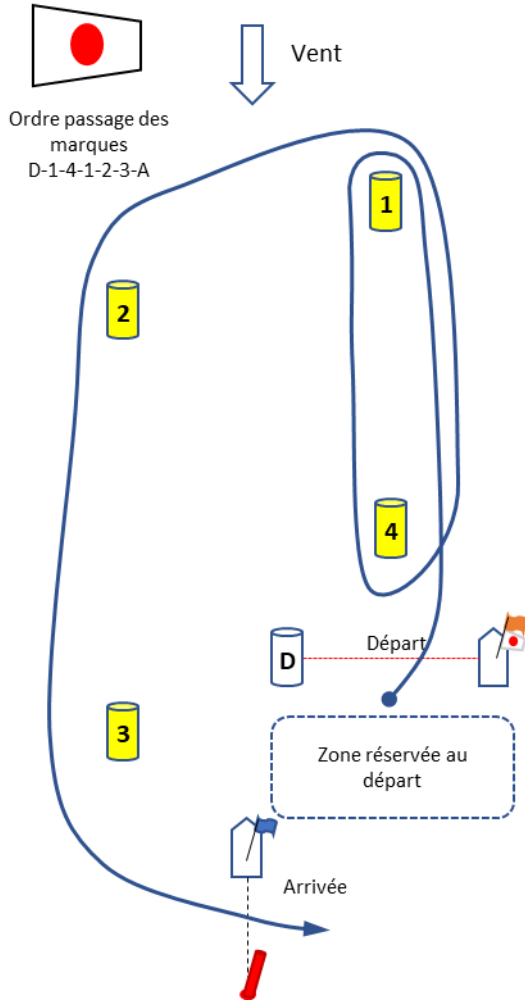 Vent
Ordre passage des
marques
D-1-4-1-2-3-A
1
2
4
Départ
D
3
Zone réservée au
départ
Arrivée